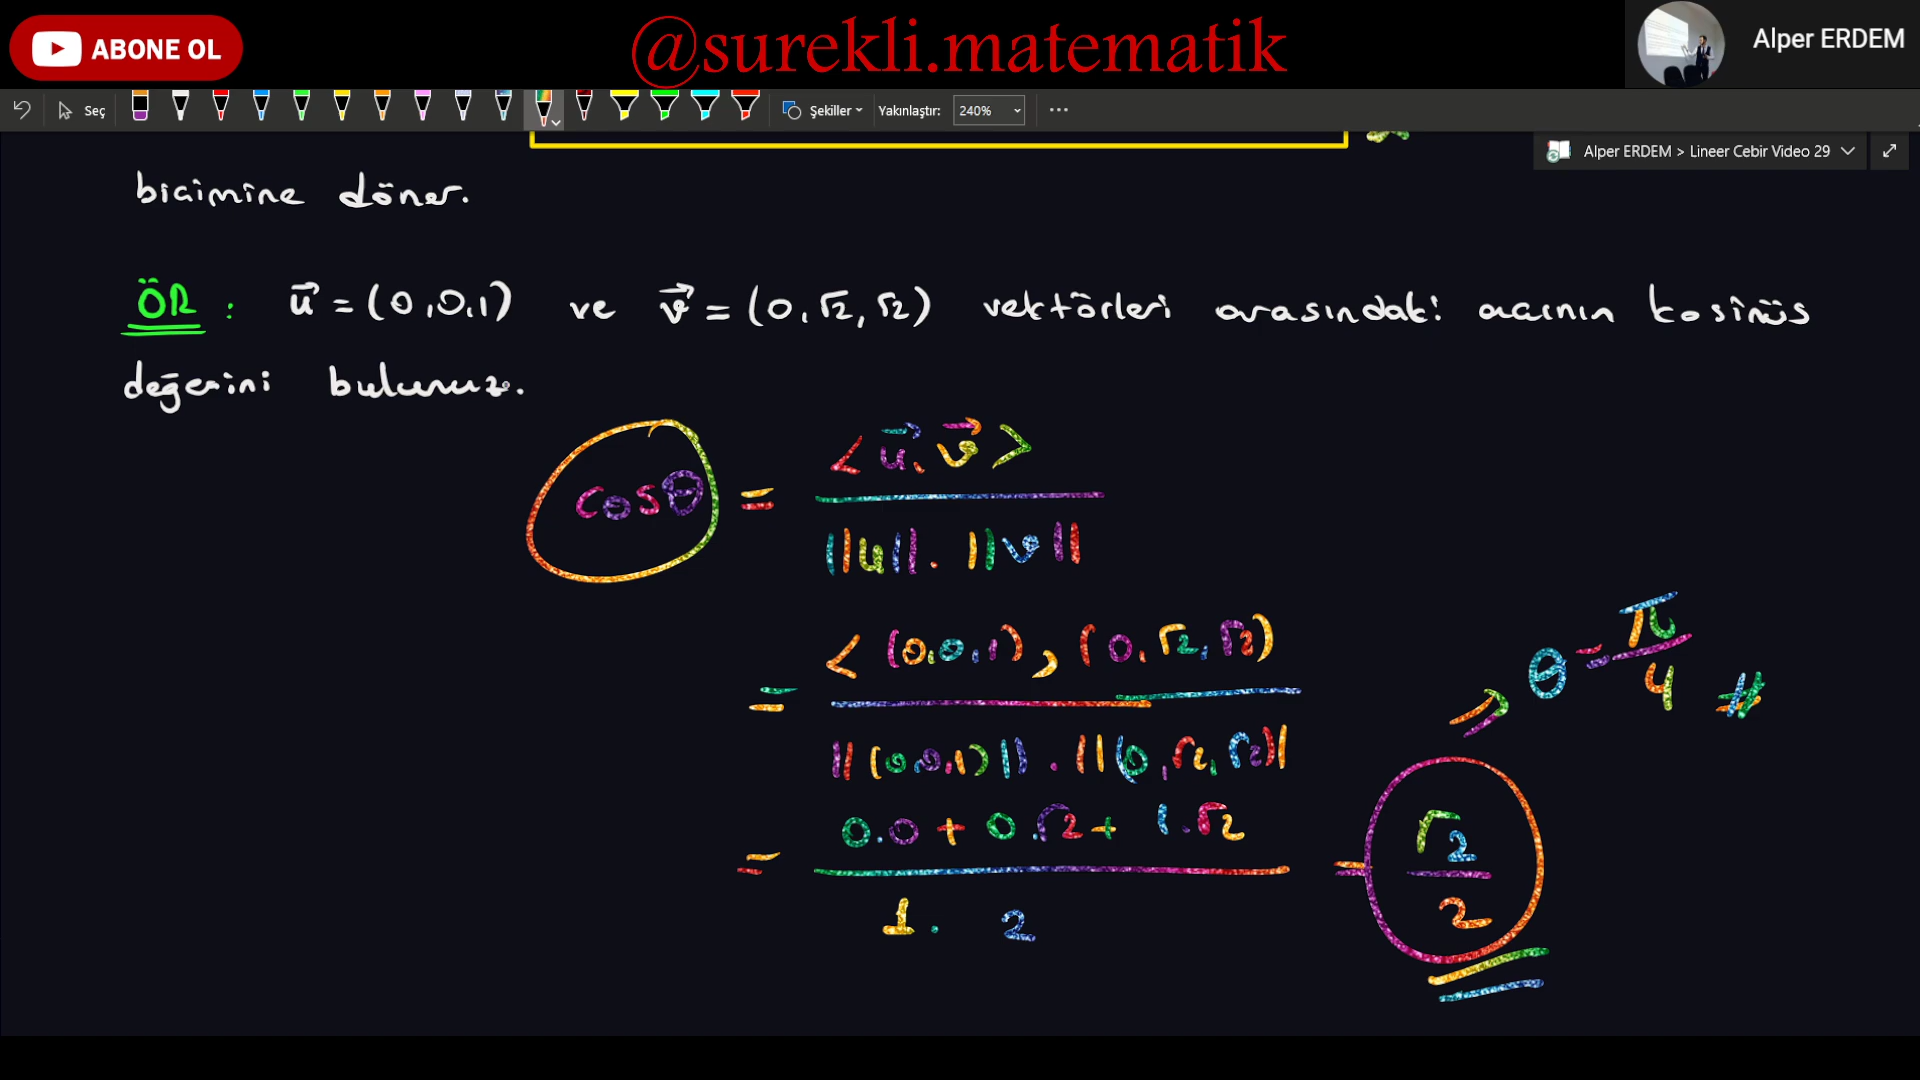 ABONE OL
@surekli.matematik
Alper ERDEM
Seç
Şekiller
Yakınlaştır:
240%
Alper ERDEM > Lineer Cebir Video 29
biçimine döner.
ÖR : u⃗ = (0,0,1) ve v⃗ = (0,√2,√2) vektörleri arasındaki açının kosinüs
değerini bulunuz.
cosθ = <u⃗,v⃗> / ||u||.||v||
= <(0,0,1),(0,√2,√2) / ||(0,0,1)||.||(0,√2,√2)|
= 0.0+0.√2+1.√2 / 1.2 = √2/2
⇒ θ=π/4 //